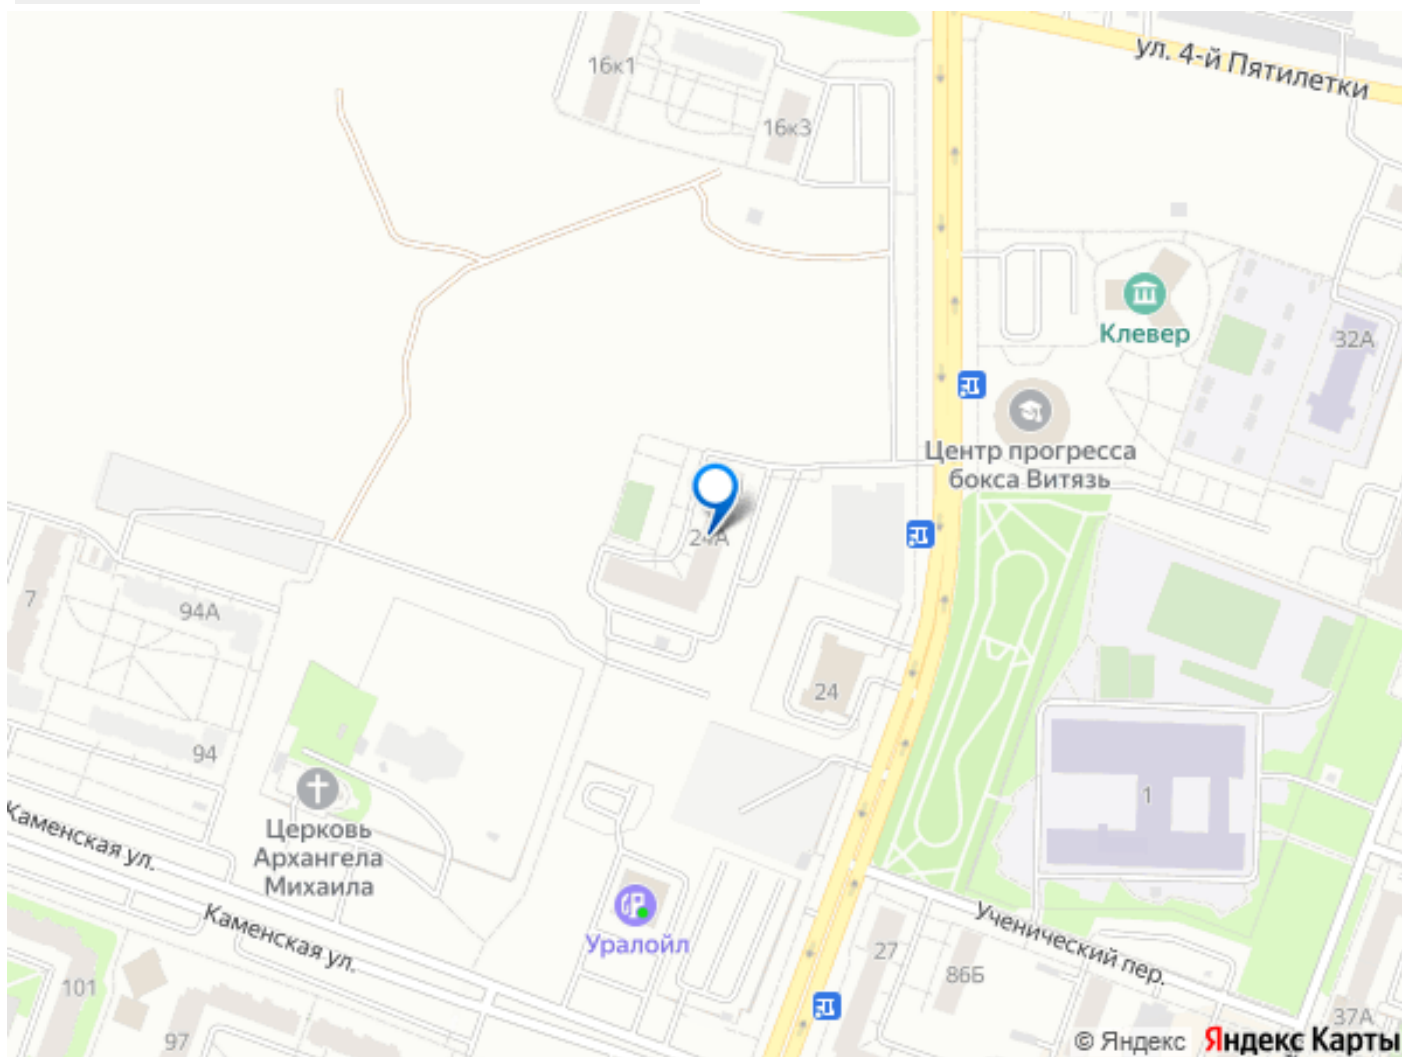 ул. 4-й Пятилетки
16к1
16к3
Клевер
32А
Центр прогресса
бокса Витязь
24А
7
94А
24
94
1
Церковь
Архангела
Михаила
Каменская ул.
Каменская ул.
Уралойл
Ученический пер.
27
86Б
101
97
37А
© Яндекс Яндекс Карты